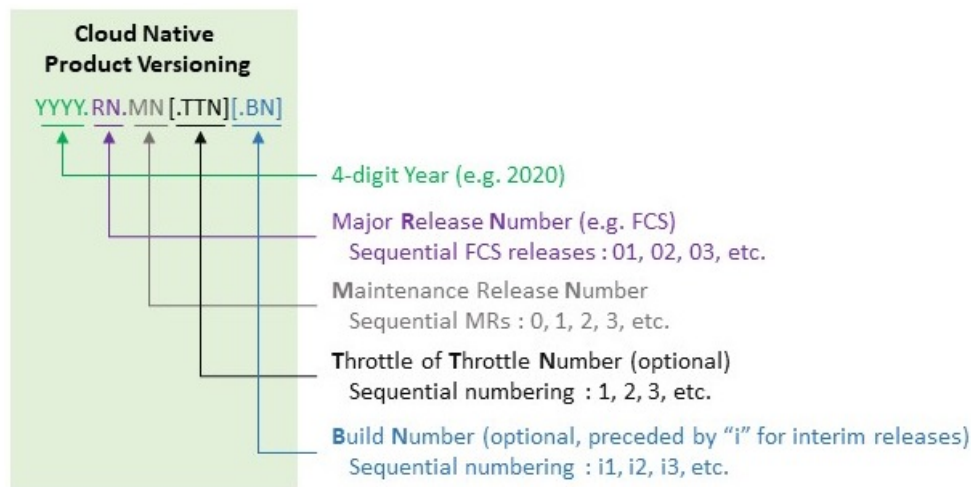 Cloud Native
Product Versioning
YYYY.RN.MN[.TTN][.BN]
4-digit Year (e.g. 2020)
Major Release Number (e.g. FCS)
Sequential FCS releases : 01, 02, 03, etc.
Maintenance Release Number
Sequential MRs : 0, 1, 2, 3, etc.
Throttle of Throttle Number (optional)
Sequential numbering : 1, 2, 3, etc.
Build Number (optional, preceded by “i” for interim releases)
Sequential numbering : i1, i2, i3, etc.